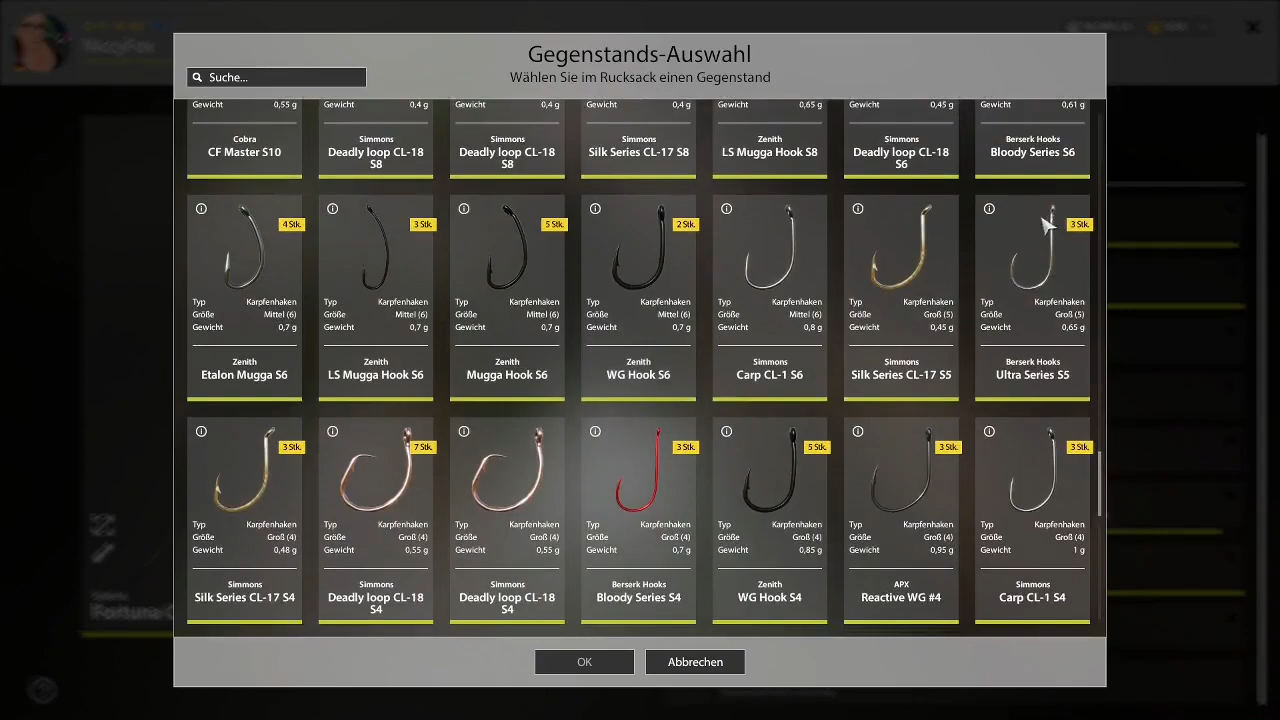 Gegenstands-Auswahl
Suche...
Wählen Sie im Rucksack einen Gegenstand
Gewicht 0,55 g
Gewicht 0,4 g
Gewicht 0,4 g
Gewicht 0,4 g
Gewicht 0,65 g
Gewicht 0,45 g
Gewicht 0,61 g
Cobra
CF Master S10
Simmons
Deadly loop CL-18
S8
Simmons
Deadly loop CL-18
S8
Simmons
Silk Series CL-17 S8
Zenith
LS Mugga Hook S8
Simmons
Deadly loop CL-18
S6
Berserk Hooks
Bloody Series S6
4 Stk.
Typ Karpfenhaken
Größe Mittel (6)
Gewicht 0,7 g
Zenith
Etalon Mugga S6
3 Stk.
Typ Karpfenhaken
Größe Mittel (6)
Gewicht 0,7 g
Zenith
LS Mugga Hook S6
5 Stk.
Typ Karpfenhaken
Größe Mittel (6)
Gewicht 0,7 g
Zenith
Mugga Hook S6
2 Stk.
Typ Karpfenhaken
Größe Mittel (6)
Gewicht 0,7 g
Zenith
WG Hook S6
Typ Karpfenhaken
Größe Mittel (6)
Gewicht 0,8 g
Simmons
Carp CL-1 S6
Typ Karpfenhaken
Größe Groß (5)
Gewicht 0,45 g
Simmons
Silk Series CL-17 S5
3 Stk.
Typ Karpfenhaken
Größe Groß (5)
Gewicht 0,65 g
Berserk Hooks
Ultra Series S5
3 Stk.
Typ Karpfenhaken
Größe Groß (4)
Gewicht 0,48 g
Simmons
Silk Series CL-17 S4
7 Stk.
Typ Karpfenhaken
Größe Groß (4)
Gewicht 0,55 g
Simmons
Deadly loop CL-18
S4
Typ Karpfenhaken
Größe Groß (4)
Gewicht 0,55 g
Simmons
Deadly loop CL-18
S4
3 Stk.
Typ Karpfenhaken
Größe Groß (4)
Gewicht 0,7 g
Berserk Hooks
Bloody Series S4
5 Stk.
Typ Karpfenhaken
Größe Groß (4)
Gewicht 0,85 g
Zenith
WG Hook S4
3 Stk.
Typ Karpfenhaken
Größe Groß (4)
Gewicht 0,95 g
APX
Reactive WG #4
3 Stk.
Typ Karpfenhaken
Größe Groß (4)
Gewicht 1 g
Simmons
Carp CL-1 S4
Fortuna
OK
Abbrechen